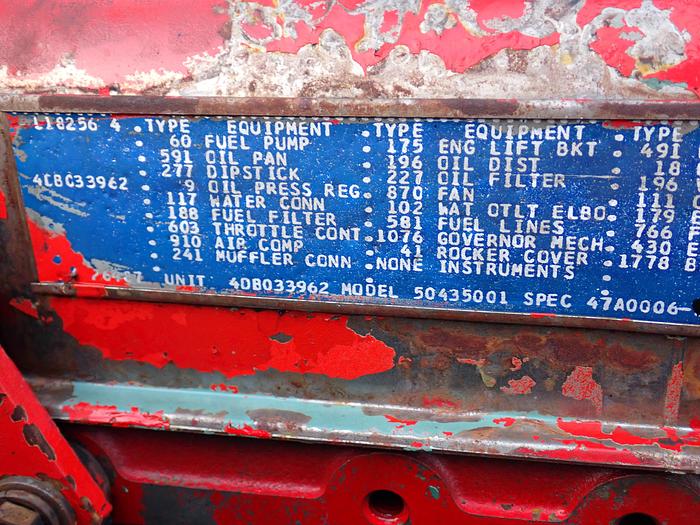 118256 4 TYPE EQUIPMENT TYPE EQUIPMENT TYPE
60 FUEL PUMP 175 ENG LIFT BKT 491
591 OIL PAN 196 OIL DIST 18
277 DIPSTICK 227 OIL FILTER 196
4CBC33962 9 OIL PRESS REG 870 FAN 111
117 WATER CONN 102 WAT OTLT ELBO 179
188 FUEL FILTER 581 FUEL LINES 766
603 THROTTLE CONT 1076 GOVERNOR MECH 430
910 AIR COMP 41 ROCKER COVER 1778
241 MUFFLER CONN NONE INSTRUMENTS
UNIT 4DB033962 MODEL 50435001 SPEC 47A0006-